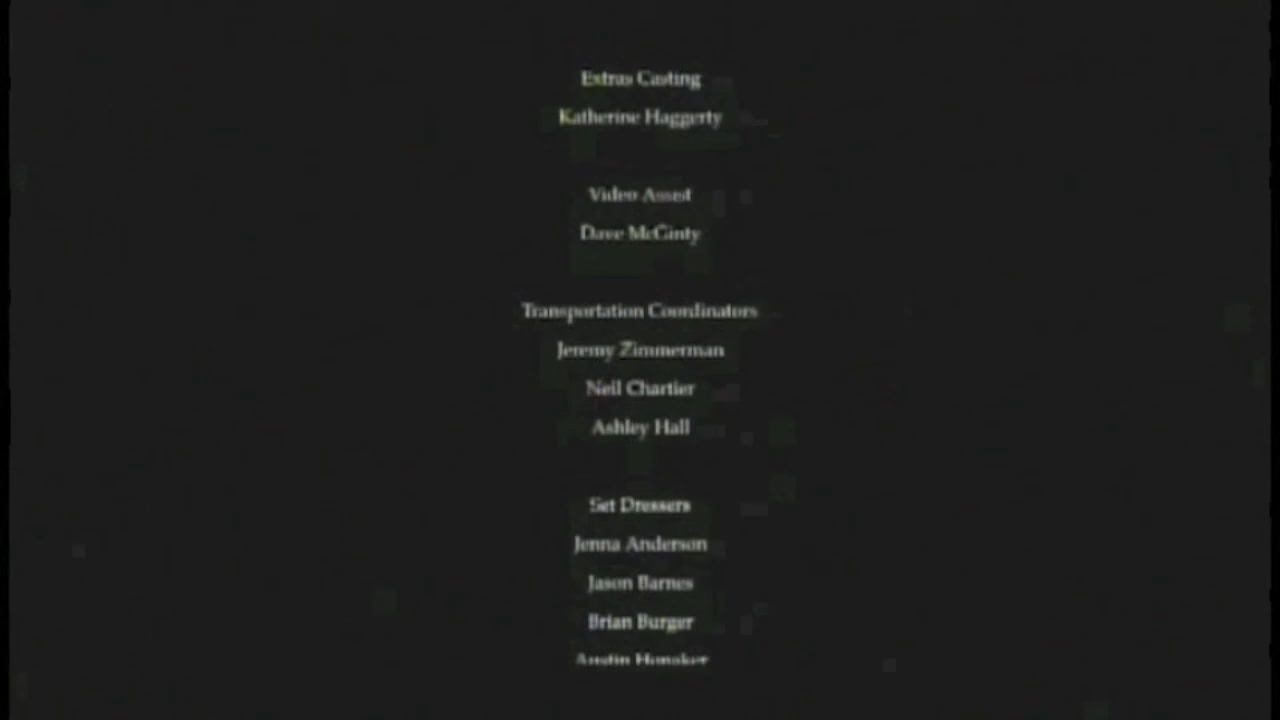 Extras Casting
Katherine Haggerty
Video Assist
Dave McGinty
Transportation Coordinators
Jeremy Zimmerman
Neil Chartier
Ashley Hall
Set Dressers
Jenna Anderson
Jason Barnes
Brian Burger
Austin